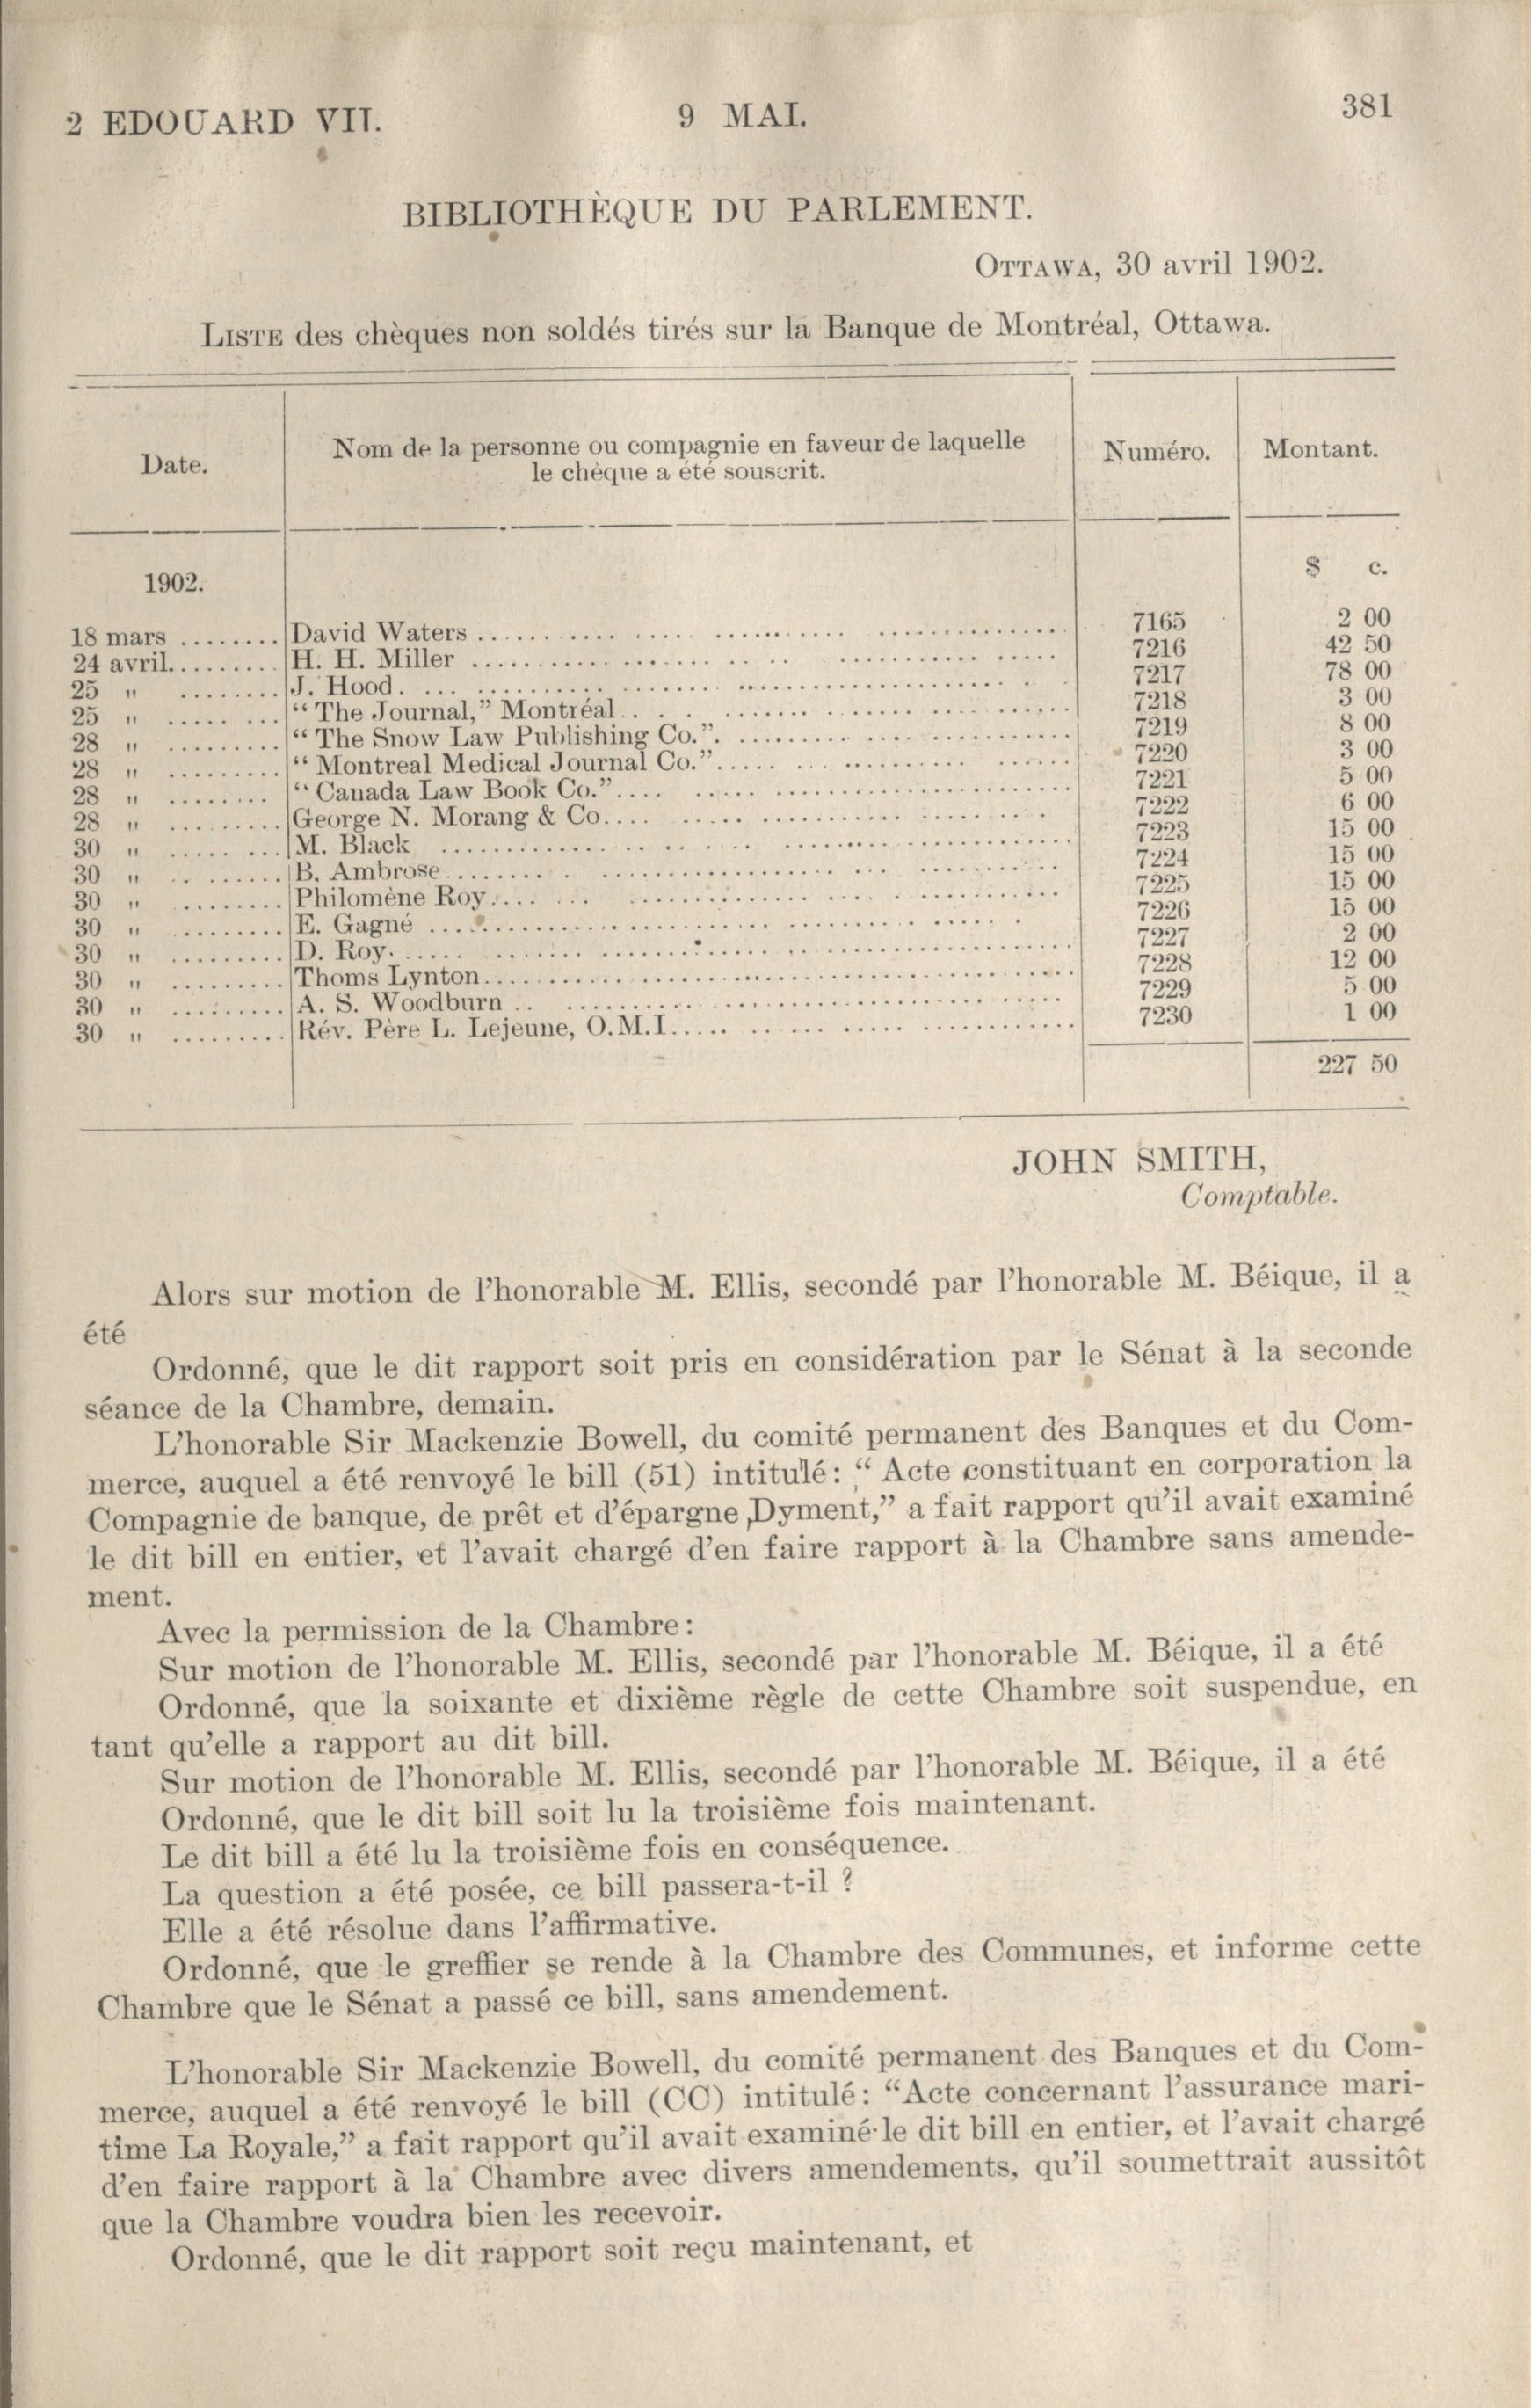 2 EDOUARD VII. 9 MAI. 381
BIBLIOTHÈQUE DU PARLEMENT.
OTTAWA, 30 avril 1902.
LISTE des chèques non soldés tirés sur la Banque de Montréal, Ottawa.
Date. Nom de la personne ou compagnie en faveur de laquelle le chèque a été souscrit. Numéro. Montant.
1902. $ c.
18 mars ........ David Waters ........ 7165 2 00
24 avril ........ H. H. Miller ........ 7216 42 50
25 " ........ J. Hood. ........ 7217 78 00
25 " ........ “ The Journal,” Montréal ........ 7218 3 00
28 " ........ “ The Snow Law Publishing Co.” ........ 7219 8 00
28 " ........ “ Montreal Medical Journal Co.” ........ 7220 3 00
28 " ........ “ Canada Law Book Co.” ........ 7221 5 00
28 " ........ George N. Morang & Co. ........ 7222 6 00
30 " ........ M. Black ........ 7223 15 00
30 " ........ B. Ambrose ........ 7224 15 00
30 " ........ Philomène Roy ........ 7225 15 00
30 " ........ E. Gagné ........ 7226 15 00
30 " ........ D. Roy. ........ 7227 2 00
30 " ........ Thoms Lynton ........ 7228 12 00
30 " ........ A. S. Woodburn ........ 7229 5 00
30 " ........ Rév. Père L. Lejeune, O.M.I. ........ 7230 1 00
227 50
JOHN SMITH,
Comptable.
Alors sur motion de l’honorable M. Ellis, secondé par l’honorable M. Béique, il a
été
Ordonné, que le dit rapport soit pris en considération par le Sénat à la seconde
séance de la Chambre, demain.
L’honorable Sir Mackenzie Bowell, du comité permanent des Banques et du Com-
merce, auquel a été renvoyé le bill (51) intitulé : “ Acte constituant en corporation la
Compagnie de banque, de prêt et d’épargne Dyment,” a fait rapport qu’il avait examiné
le dit bill en entier, et l’avait chargé d’en faire rapport à la Chambre sans amende-
ment.
Avec la permission de la Chambre :
Sur motion de l’honorable M. Ellis, secondé par l’honorable M. Béique, il a été
Ordonné, que la soixante et dixième règle de cette Chambre soit suspendue, en
tant qu’elle a rapport au dit bill.
Sur motion de l’honorable M. Ellis, secondé par l’honorable M. Béique, il a été
Ordonné, que le dit bill soit lu la troisième fois maintenant.
Le dit bill a été lu la troisième fois en conséquence.
La question a été posée, ce bill passera-t-il ?
Elle a été résolue dans l’affirmative.
Ordonné, que le greffier se rende à la Chambre des Communes, et informe cette
Chambre que le Sénat a passé ce bill, sans amendement.
L’honorable Sir Mackenzie Bowell, du comité permanent des Banques et du Com-
merce, auquel a été renvoyé le bill (CC) intitulé : “Acte concernant l’assurance mari-
time La Royale,” a fait rapport qu’il avait examiné le dit bill en entier, et l’avait chargé
d’en faire rapport à la Chambre avec divers amendements, qu’il soumettrait aussitôt
que la Chambre voudra bien les recevoir.
Ordonné, que le dit rapport soit reçu maintenant, et